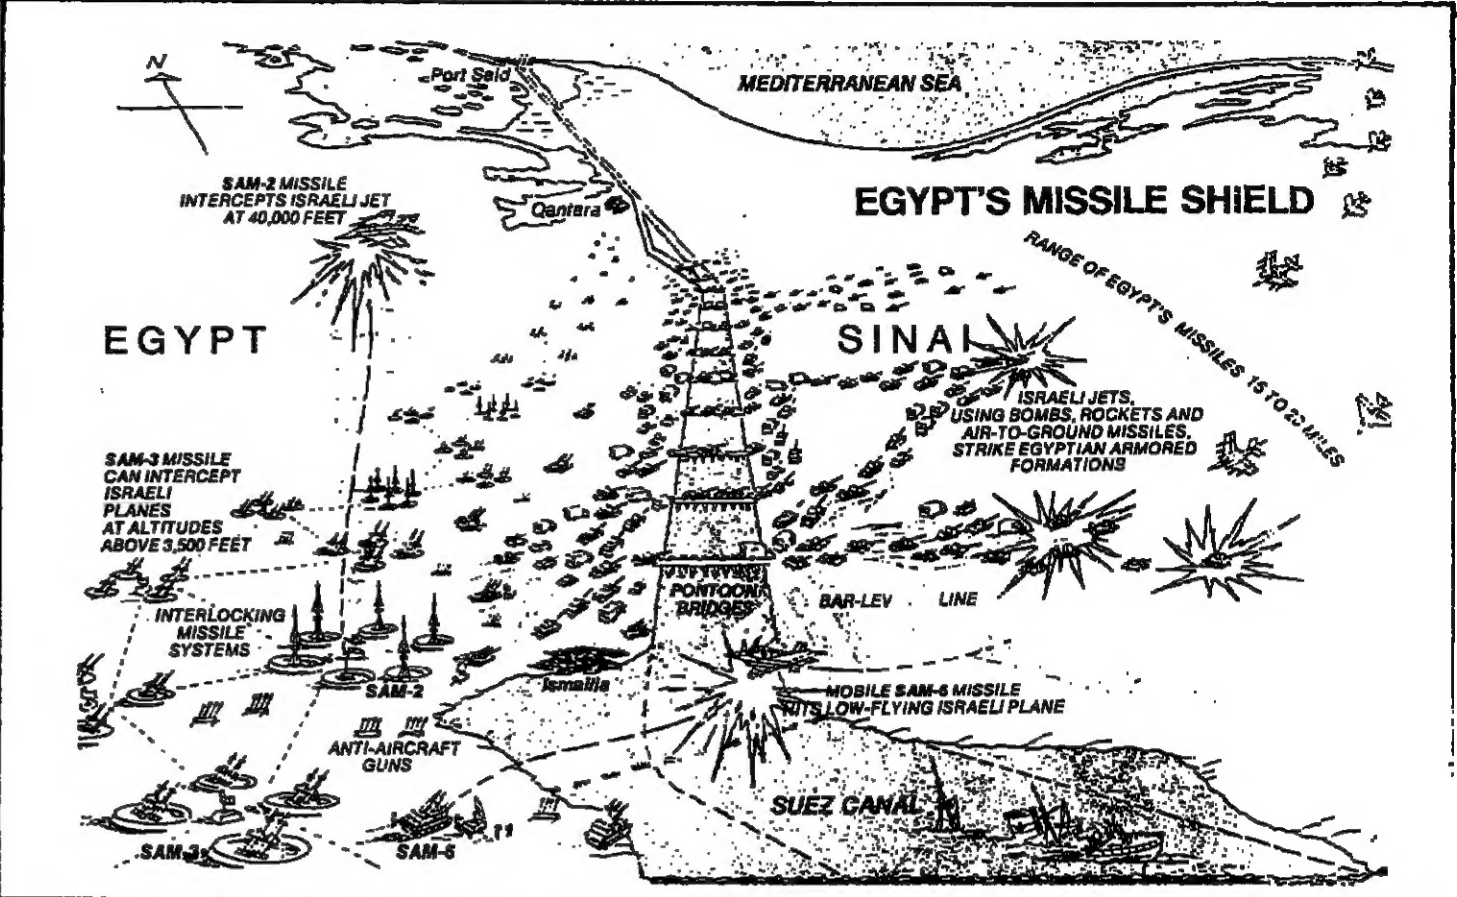 N
Port Said
MEDITERRANEAN SEA
SAM-2 MISSILE
INTERCEPTS ISRAELI JET
AT 40,000 FEET
Qantara
EGYPT'S MISSILE SHiELD
RANGE OF EGYPT'S MISSILES 15 TO 20 MILES
EGYPT
SINAI
ISRAELI JETS,
USING BOMBS, ROCKETS AND
AIR-TO-GROUND MISSILES,
STRIKE EGYPTIAN ARMORED
FORMATIONS
SAM-3 MISSILE
CAN INTERCEPT
ISRAELI
PLANES
AT ALTITUDES
ABOVE 3,500 FEET
INTERLOCKING
MISSILE
SYSTEMS
PONTOON
BRIDGES
BAR-LEV LINE
SAM-2
Ismailia
MOBILE SAM-6 MISSILE
HITS LOW-FLYING ISRAELI PLANE
ANTI-AIRCRAFT
GUNS
SUEZ CANAL
SAM-3
SAM-6